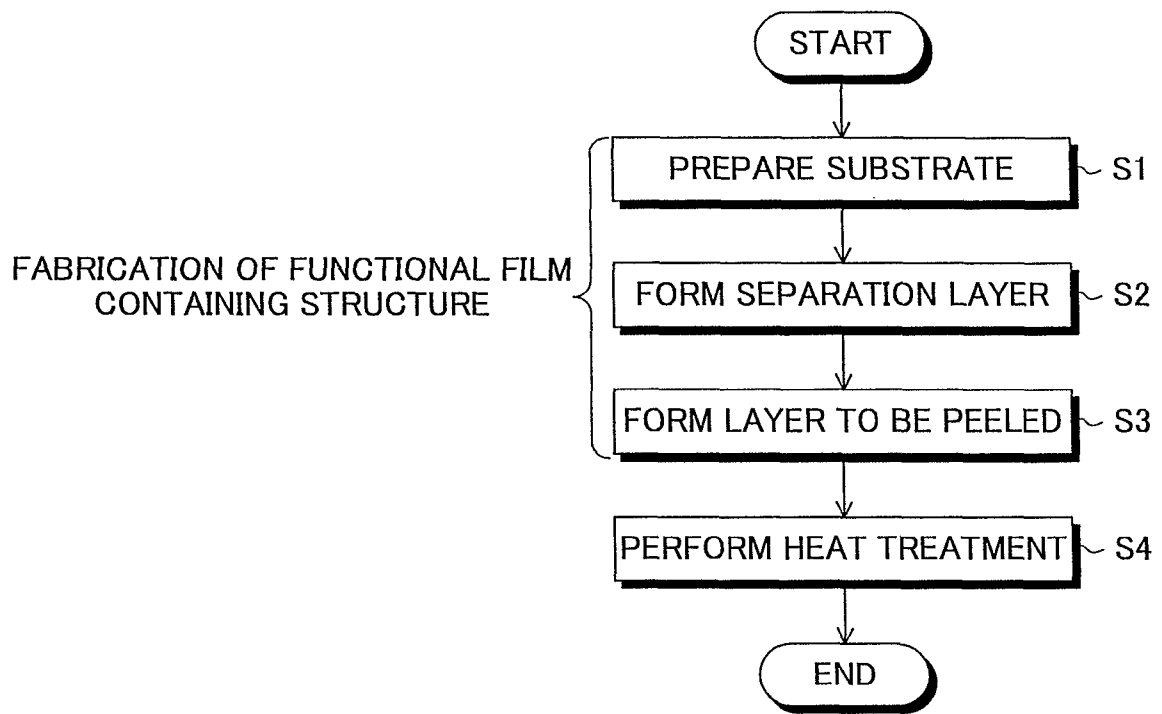 START
PREPARE SUBSTRATE
S1
FABRICATION OF FUNCTIONAL FILM
CONTAINING STRUCTURE
FORM SEPARATION LAYER
S2
FORM LAYER TO BE PEELED
S3
PERFORM HEAT TREATMENT
S4
END